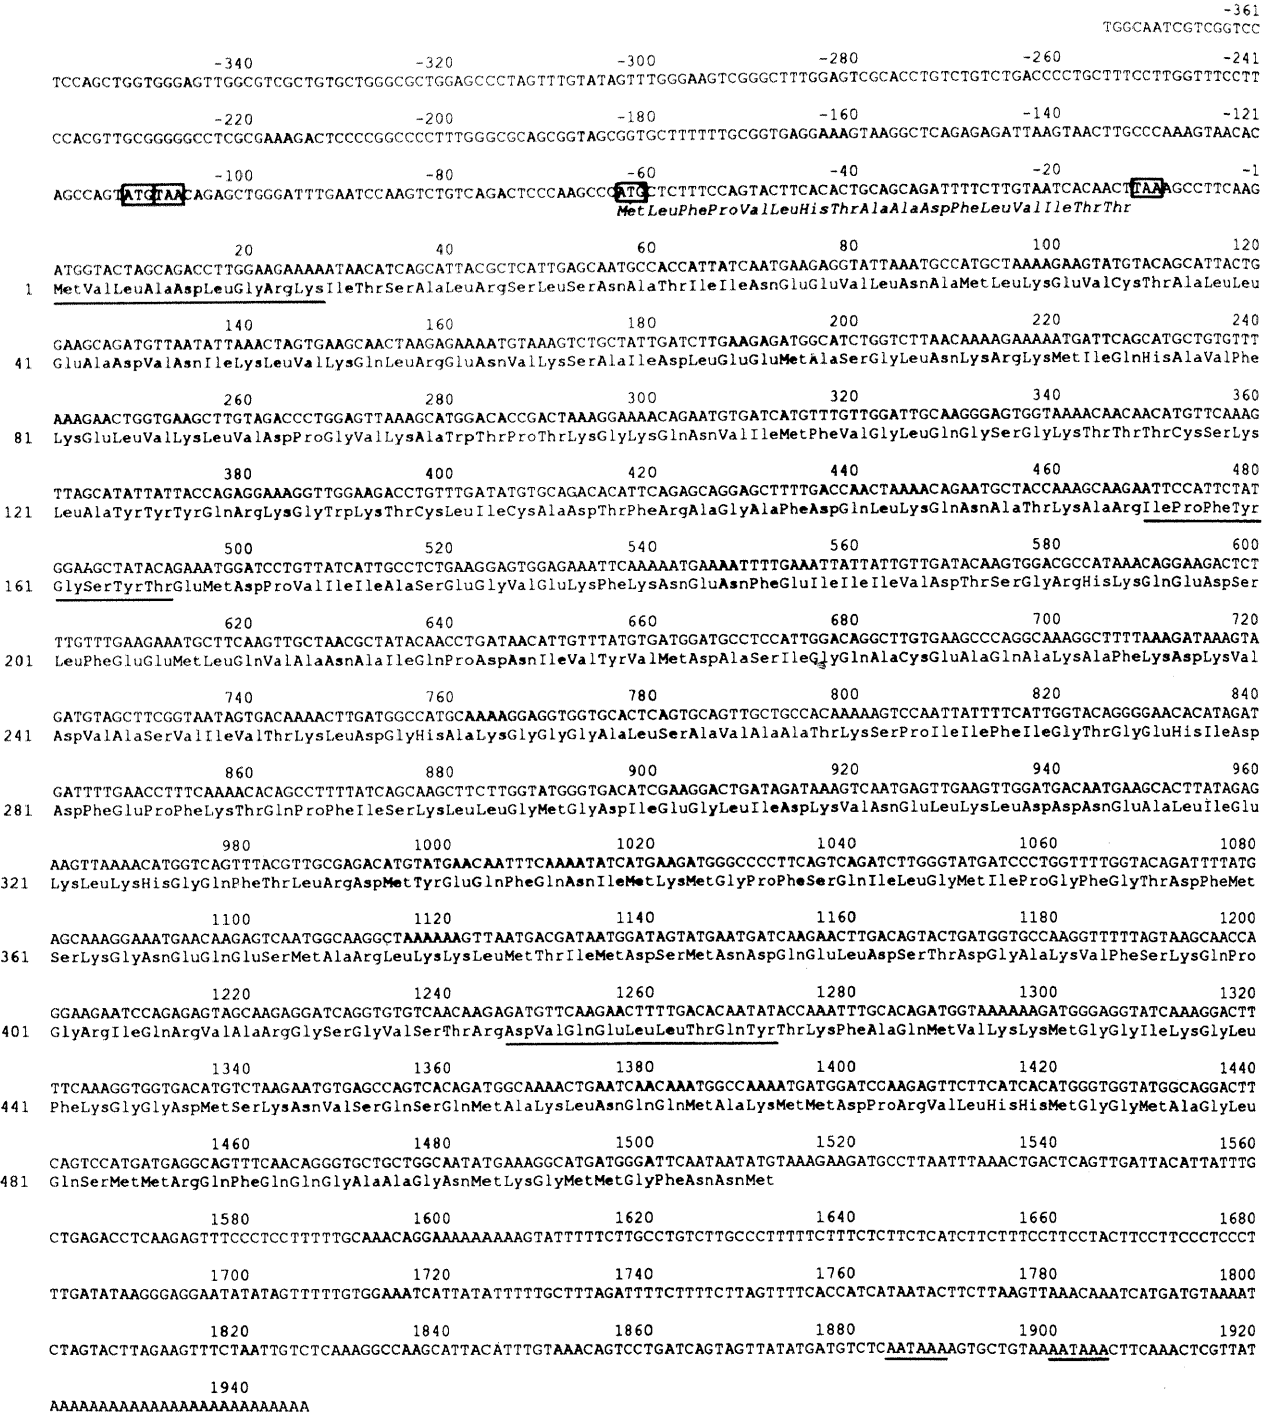 -361
TGGCAATCGTCGGTCC
-340 -320 -300 -280 -260 -241
TCCAGCTGGTGGGAGTTGGCGTCGCTGTGCTGGGCGCTGGAGCCCTAGTTTGTATAGTTTGGGAAGTCGGGCTTTGGAGTCGCACCTGTCTGTCTGACCCCTGCTTTCCTTGGTTTCCTT
-220 -200 -180 -160 -140 -121
CCACGTTGCGGGGGCCTCGCGAAAGACTCCCCGGCCCCTTTGGGCGCAGCGGTAGCGGTGCTTTTTTGCGGTGAGGAAAGTAAGGCTCAGAGAGATTAAGTAACTTGCCCAAAGTAACAC
-100 -80 -60 -40 -20 -1
AGCCAGTATGTAACAGAGCTGGGATTTGAATCCAAGTCTGTCAGACTCCCAAGCCCATGCTCTTTCCAGTACTTCACACTGCAGCAGATTTTCTTGTAATCACAACTTAAAGCCTTCAAG
MetLeuPheProValLeuHisThrAlaAlaAspPheLeuValIleThrThr
20 40 60 80 100 120
ATGGTACTAGCAGACCTTGGAAGAAAAATAACATCAGCATTACGCTCATTGAGCAATGCCACCATTATCAATGAAGAGGTATTAAATGCCATGCTAAAAGAAGTATGTACAGCATTACTG
1 MetValLeuAlaAspLeuGlyArgLysIleThrSerAlaLeuArgSerLeuSerAsnAlaThrIleIleAsnGluGluValLeuAsnAlaMetLeuLysGluValCysThrAlaLeuLeu
140 160 180 200 220 240
GAAGCAGATGTTAATATTAAACTAGTGAAGCAACTAAGAGAAAATGTAAAGTCTGCTATTGATCTTGAAGAGATGGCATCTGGTCTTAACAAAAGAAAAATGATTCAGCATGCTGTGTTT
41 GluAlaAspValAsnIleLysLeuValLysGlnLeuArgGluAsnValLysSerAlaIleAspLeuGluGluMetAlaSerGlyLeuAsnLysArgLysMetIleGlnHisAlaValPhe
260 280 300 320 340 360
AAAGAACTGGTGAAGCTTGTAGACCCTGGAGTTAAAGCATGGACACCGACTAAAGGAAAACAGAATGTGATCATGTTTGTTGGATTGCAAGGGAGTGGTAAAACAACAACATGTTCAAAG
81 LysGluLeuValLysLeuValAspProGlyValLysAlaTrpThrProThrLysGlyLysGlnAsnValIleMetPheValGlyLeuGlnGlySerGlyLysThrThrThrCysSerLys
380 400 420 440 460 480
TTAGCATATTATTACCAGAGGAAAGGTTGGAAGACCTGTTTGATATGTGCAGACACATTCAGAGCAGGAGCTTTTGACCAACTAAAACAGAATGCTACCAAAGCAAGAATTCCATTCTAT
121 LeuAlaTyrTyrTyrGlnArgLysGlyTrpLysThrCysLeuIleCysAlaAspThrPheArgAlaGlyAlaPheAspGlnLeuLysGlnAsnAlaThrLysAlaArgIleProPheTyr
500 520 540 560 580 600
GGAAGCTATACAGAAATGGATCCTGTTATCATTGCCTCTGAAGGAGTGGAGAAATTCAAAAATGAAAATTTTGAAATTATTATTGTTGATACAAGTGGACGCCATAAACAGGAAGACTCT
161 GlySerTyrThrGluMetAspProValIleIleAlaSerGluGlyValGluLysPheLysAsnGluAsnPheGluIleIleIleValAspThrSerGlyArgHisLysGlnGluAspSer
620 640 660 680 700 720
TTGTTTGAAGAAATGCTTCAAGTTGCTAACGCTATACAACCTGATAACATTGTTTATGTGATGGATGCCTCCATTGGACAGGCTTGTGAAGCCCAGGCAAAGGCTTTTAAAGATAAAGTA
201 LeuPheGluGluMetLeuGlnValAlaAsnAlaIleGlnProAspAsnIleValTyrValMetAspAlaSerIleGlyGlnAlaCysGluAlaGlnAlaLysAlaPheLysAspLysVal
740 760 780 800 820 840
GATGTAGCTTCGGTAATAGTGACAAAACTTGATGGCCATGCAAAAGGAGGTGGTGCACTCAGTGCAGTTGCTGCCACAAAAAGTCCAATTATTTTCATTGGTACAGGGGAACACATAGAT
241 AspValAlaSerValIleValThrLysLeuAspGlyHisAlaLysGlyGlyGlyAlaLeuSerAlaValAlaAlaThrLysSerProIleIlePheIleGlyThrGlyGluHisIleAsp
860 880 900 920 940 960
GATTTTGAACCTTTCAAAACACAGCCTTTTATCAGCAAGCTTCTTGGTATGGGTGACATCGAAGGACTGATAGATAAAGTCAATGAGTTGAAGTTGGATGACAATGAAGCACTTATAGAG
281 AspPheGluProPheLysThrGlnProPheIleSerLysLeuLeuGlyMetGlyAspIleGluGlyLeuIleAspLysValAsnGluLeuLysLeuAspAspAsnGluAlaLeuIleGlu
980 1000 1020 1040 1060 1080
AAGTTAAAACATGGTCAGTTTACGTTGCGAGACATGTATGAACAATTTCAAAATATCATGAAGATGGGCCCCTTCAGTCAGATCTTGGGTATGATCCCTGGTTTTGGTACAGATTTTATG
321 LysLeuLysHisGlyGlnPheThrLeuArgAspMetTyrGluGlnPheGlnAsnIleMetLysMetGlyProPheSerGlnIleLeuGlyMetIleProGlyPheGlyThrAspPheMet
1100 1120 1140 1160 1180 1200
AGCAAAGGAAATGAACAAGAGTCAATGGCAAGGCTAAAAAAGTTAATGACGATAATGGATAGTATGAATGATCAAGAACTTGACAGTACTGATGGTGCCAAGGTTTTTAGTAAGCAACCA
361 SerLysGlyAsnGluGlnGluSerMetAlaArgLeuLysLysLeuMetThrIleMetAspSerMetAsnAspGlnGluLeuAspSerThrAspGlyAlaLysValPheSerLysGlnPro
1220 1240 1260 1280 1300 1320
GGAAGAATCCAGAGAGTAGCAAGAGGATCAGGTGTGTCAACAAGAGATGTTCAAGAACTTTTGACACAATATACCAAATTTGCACAGATGGTAAAAAAGATGGGAGGTATCAAAGGACTT
401 GlyArgIleGlnArgValAlaArgGlySerGlyValSerThrArgAspValGlnGluLeuLeuThrGlnTyrThrLysPheAlaGlnMetValLysLysMetGlyGlyIleLysGlyLeu
1340 1360 1380 1400 1420 1440
TTCAAAGGTGGTGACATGTCTAAGAATGTGAGCCAGTCACAGATGGCAAAACTGAATCAACAAATGGCCAAAATGATGGATCCAAGAGTTCTTCATCACATGGGTGGTATGGCAGGACTT
441 PheLysGlyGlyAspMetSerLysAsnValSerGlnSerGlnMetAlaLysLeuAsnGlnGlnMetAlaLysMetMetAspProArgValLeuHisHisMetGlyGlyMetAlaGlyLeu
1460 1480 1500 1520 1540 1560
CAGTCCATGATGAGGCAGTTTCAACAGGGTGCTGCTGGCAATATGAAAGGCATGATGGGATTCAATAATATGTAAAGAAGATGCCTTAATTTAAACTGACTCAGTTGATTACATTATTTG
481 GlnSerMetMetArgGlnPheGlnGlnGlyAlaAlaGlyAsnMetLysGlyMetMetGlyPheAsnAsnMet
1580 1600 1620 1640 1660 1680
CTGAGACCTCAAGAGTTTCCCTCCTTTTTGCAAACAGGAAAAAAAAAAGTATTTTTCTTGCCTGTCTTGCCCTTTTTCTTTCTCTTCTCATCTTCTTTCCTTCCTACTTCCTTCCCTCCCT
1700 1720 1740 1760 1780 1800
TTGATATAAGGGAGGAATATATAGTTTTTGTGGAAATCATTATATTTTTGCTTTAGATTTTCTTTTCTTAGTTTTCACCATCATAATACTTCTTAAGTTAAACAAATCATGATGTAAAAT
1820 1840 1860 1880 1900 1920
CTAGTACTTAGAAGTTTCTAATTGTCTCAAAGGCCAAGCATTACATTTGTAAACAGTCCTGATCAGTAGTTATATGATGTCTCAATAAAAGTGCTGTAAAATAAACTTCAAACTCGTTAT
1940
AAAAAAAAAAAAAAAAAAAAAAAAAA